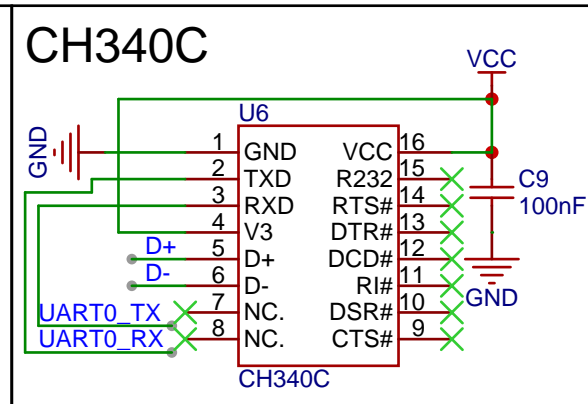 CH340C
VCC
U6
GND
1 GND VCC 16
2 TXD R232 15
3 RXD RTS# 14
4 V3 DTR# 13
D+ 5 D+ DCD# 12
D- 6 D- RI# 11
UART0_TX 7 NC. DSR# 10
UART0_RX 8 NC. CTS# 9
C9
100nF
GND
CH340C